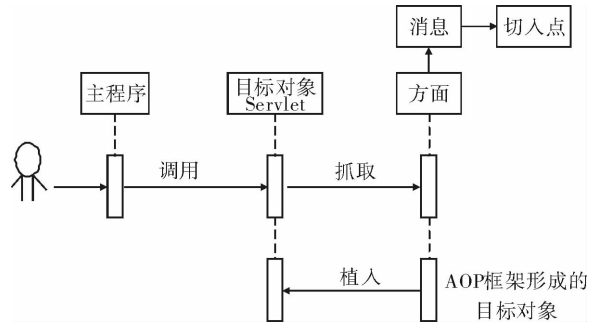 消息
切入点
主程序
目标对象
Servlet
方面
调用
抓取
植入
AOP框架形成的
目标对象